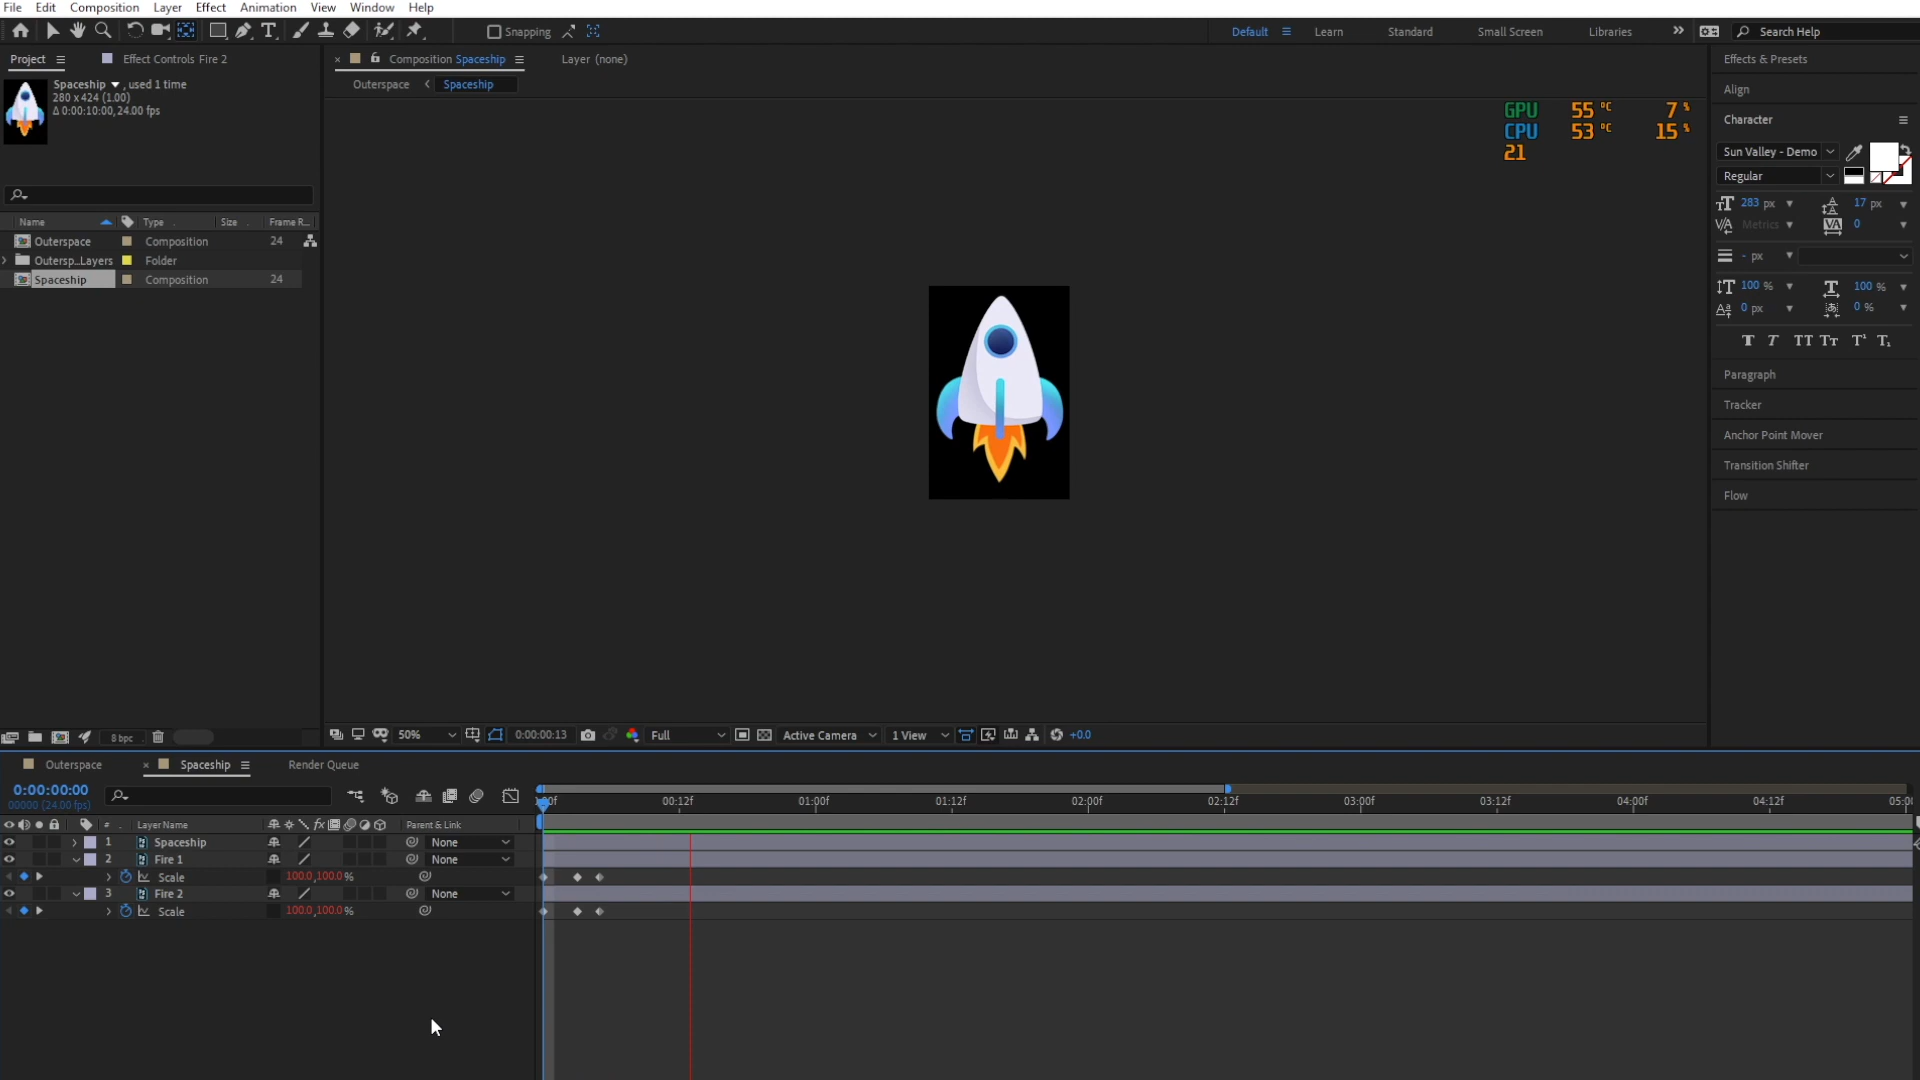 File Edit Composition Layer Effect Animation View Window Help
Snapping
Default Learn Standard Small Screen Libraries Search Help
Project Effect Controls Fire 2
Composition Spaceship Layer (none)
Effects & Presets
Spaceship , used 1 time
280 x 424 (1.00)
Δ 0:00:10:00, 24.00 fps
Outerspace Spaceship
Align
GPU 55 °C 7 %
CPU 53 °C 15 %
21
Character
Sun Valley - Demo
Regular
283 px 17 px
Metrics 0
- px
100 % 100 %
0 px 0 %
T T TT Tт T¹ T₁
Paragraph
Tracker
Anchor Point Mover
Transition Shifter
Flow
Name Type Size Frame R...
Outerspace Composition 24
Outersp...Layers Folder
Spaceship Composition 24
8 bpc
50% 0:00:00:13 Full Active Camera 1 View +0.0
Outerspace Spaceship Render Queue
0:00:00:00
00000 (24.00 fps)
00:12f 01:00f 01:12f 02:00f 02:12f 03:00f 03:12f 04:00f 04:12f
# Layer Name fx Parent & Link
1 Spaceship None
2 Fire 1 None
Scale 100.0,100.0%
3 Fire 2 None
Scale 100.0,100.0%